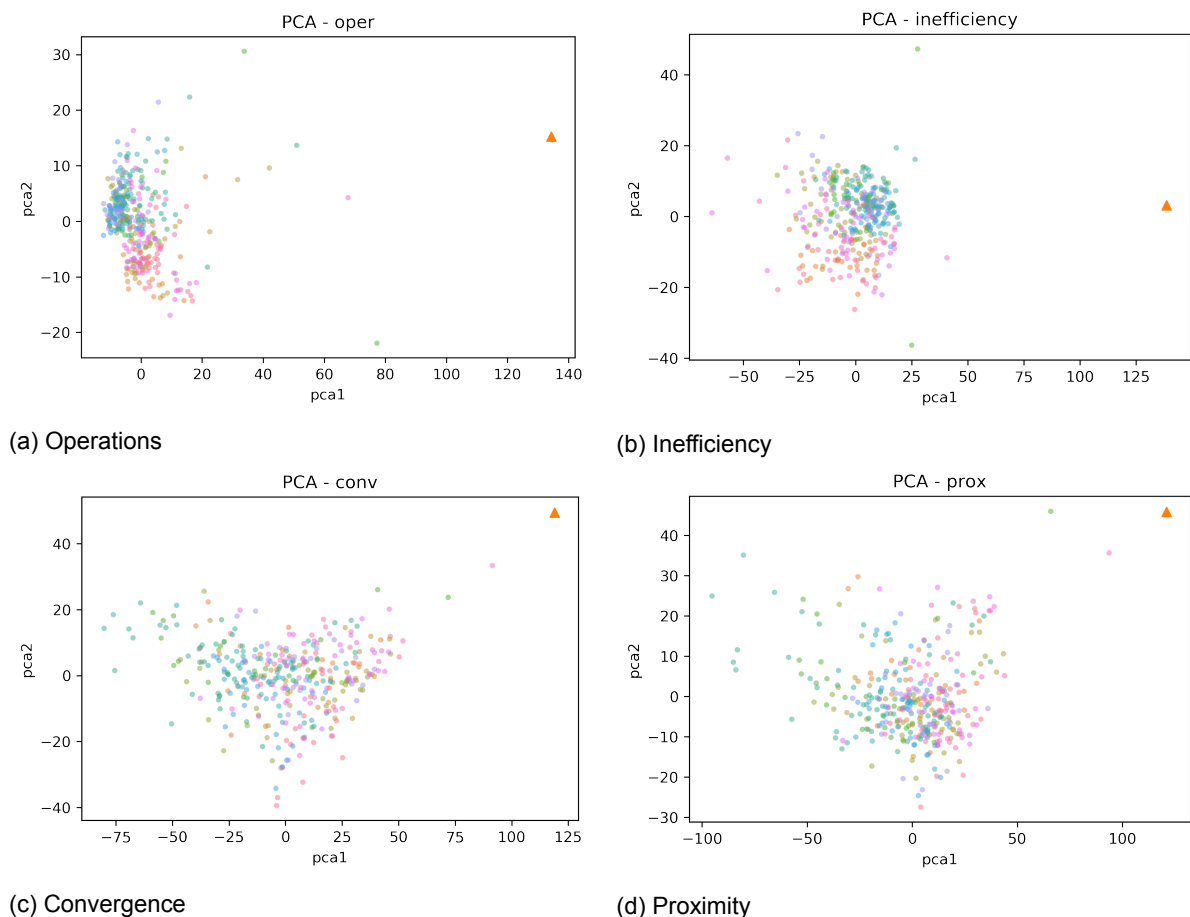 PCA - oper
30
20
10
0
−10
−20
pca2
0 20 40 60 80 100 120 140
pca1
(a) Operations
PCA - inefficiency
40
20
0
−20
−40
pca2
−50 −25 0 25 50 75 100 125
pca1
(b) Inefficiency
PCA - conv
40
20
0
−20
−40
pca2
−75 −50 −25 0 25 50 75 100 125
pca1
(c) Convergence
PCA - prox
40
30
20
10
0
−10
−20
−30
pca2
−100 −50 0 50 100
pca1
(d) Proximity